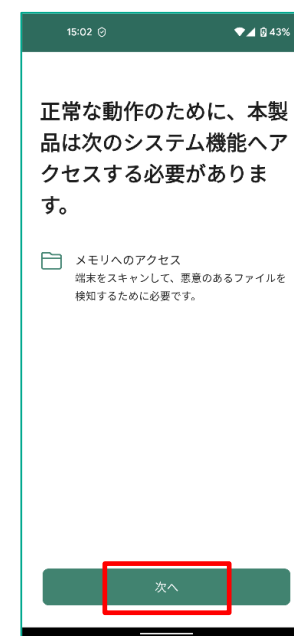 15:02 43%
正常な動作のために、本製
品は次のシステム機能へア
クセスする必要がありま
す。
メモリへのアクセス
端末をスキャンして、悪意のあるファイルを
検知するために必要です。
次へ